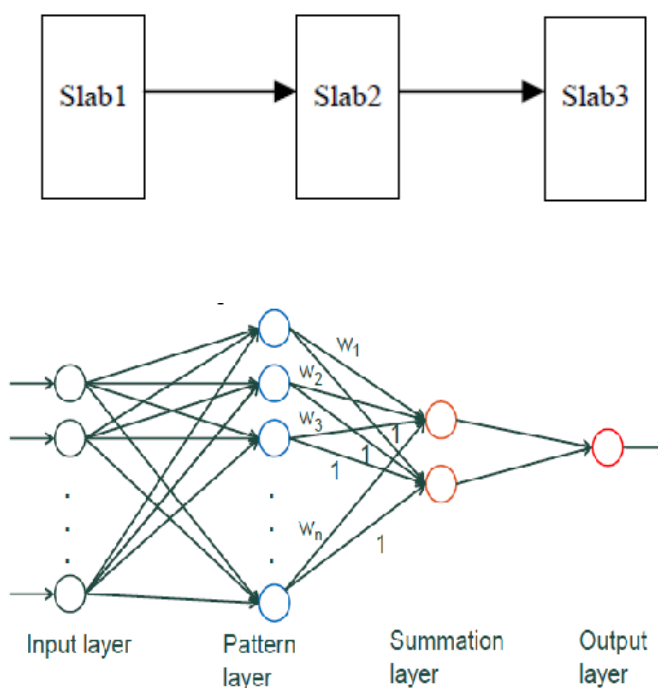 Slab1 Slab2 Slab3
w1
w2
w3
1
1
1
wn
1
Input layer Pattern layer Summation layer Output layer